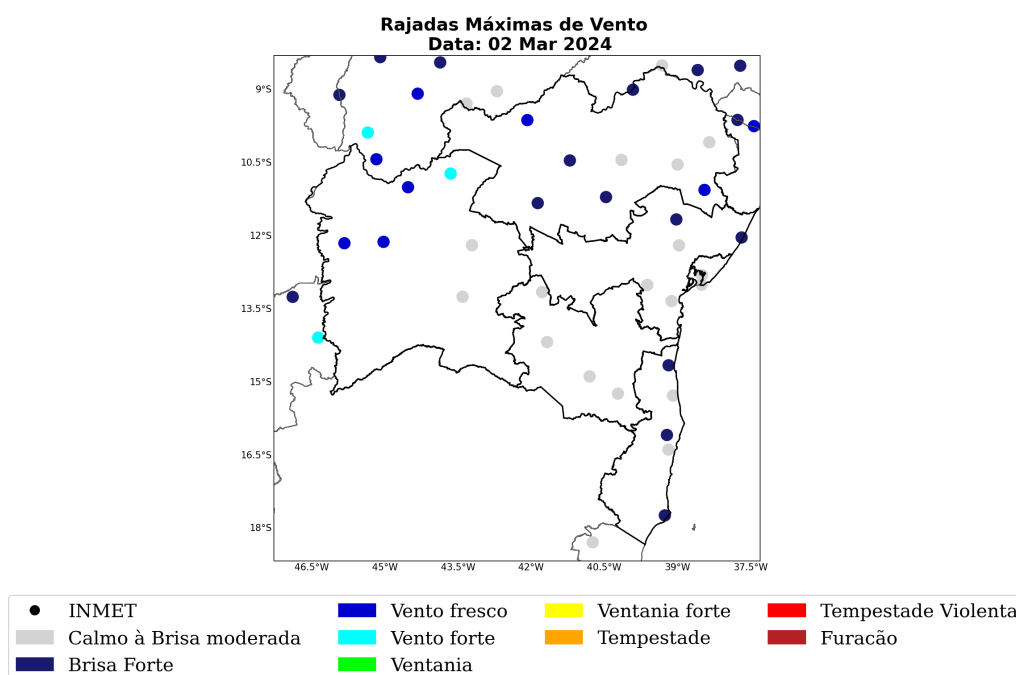 Rajadas Máximas de Vento
Data: 02 Mar 2024
9°S
10.5°S
12°S
13.5°S
15°S
16.5°S
18°S
46.5°W 45°W 43.5°W 42°W 40.5°W 39°W 37.5°W
INMET Vento fresco Ventania forte Tempestade Violenta
Calmo à Brisa moderada Vento forte Tempestade Furacão
Brisa Forte Ventania